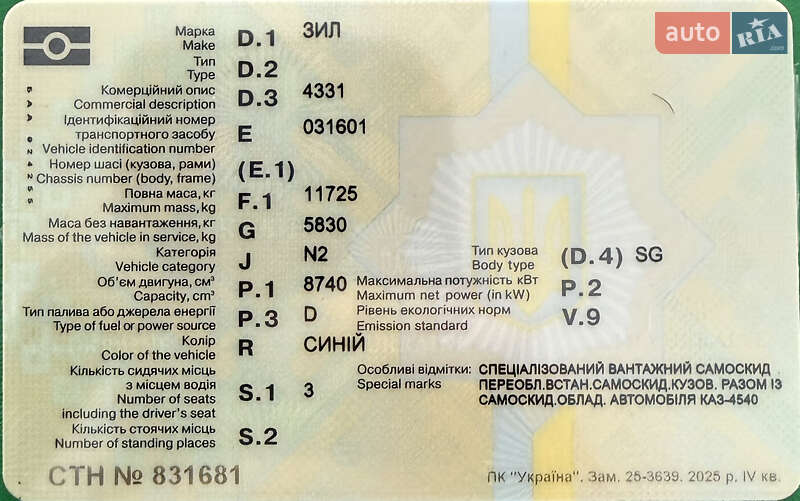 auto RIA
Марка
Make D.1 ЗИЛ
Тип
Type D.2
Комерційний опис
Commercial description D.3 4331
Ідентифікаційний номер
транспортного засобу
Vehicle identification number E 031601
Номер шасі (кузова, рами)
Chassis number (body, frame) (E.1)
Повна маса, кг
Maximum mass, kg F.1 11725
Маса без навантаження, кг
Mass of the vehicle in service, kg G 5830
Категорія
Vehicle category J N2
Тип кузова
Body type (D.4) SG
Об'єм двигуна, см³
Capacity, cm³ P.1 8740
Максимальна потужність кВт
Maximum net power (in kW) P.2
Тип палива або джерела енергії
Type of fuel or power source P.3 D
Рівень екологічних норм
Emission standard V.9
Колір
Color of the vehicle R СИНІЙ
Кількість сидячих місць
з місцем водія
Number of seats
including the driver's seat S.1 3
Особливі відмітки:
Special marks
СПЕЦІАЛІЗОВАНИЙ ВАНТАЖНИЙ САМОСКИД
ПЕРЕОБЛ.ВСТАН.САМОСКИД.КУЗОВ. РАЗОМ ІЗ
САМОСКИД.ОБЛАД. АВТОМОБІЛЯ КАЗ-4540
Кількість стоячих місць
Number of standing places S.2
СТН № 831681
ПК "Україна". Зам. 25-3639. 2025 р. IV кв.